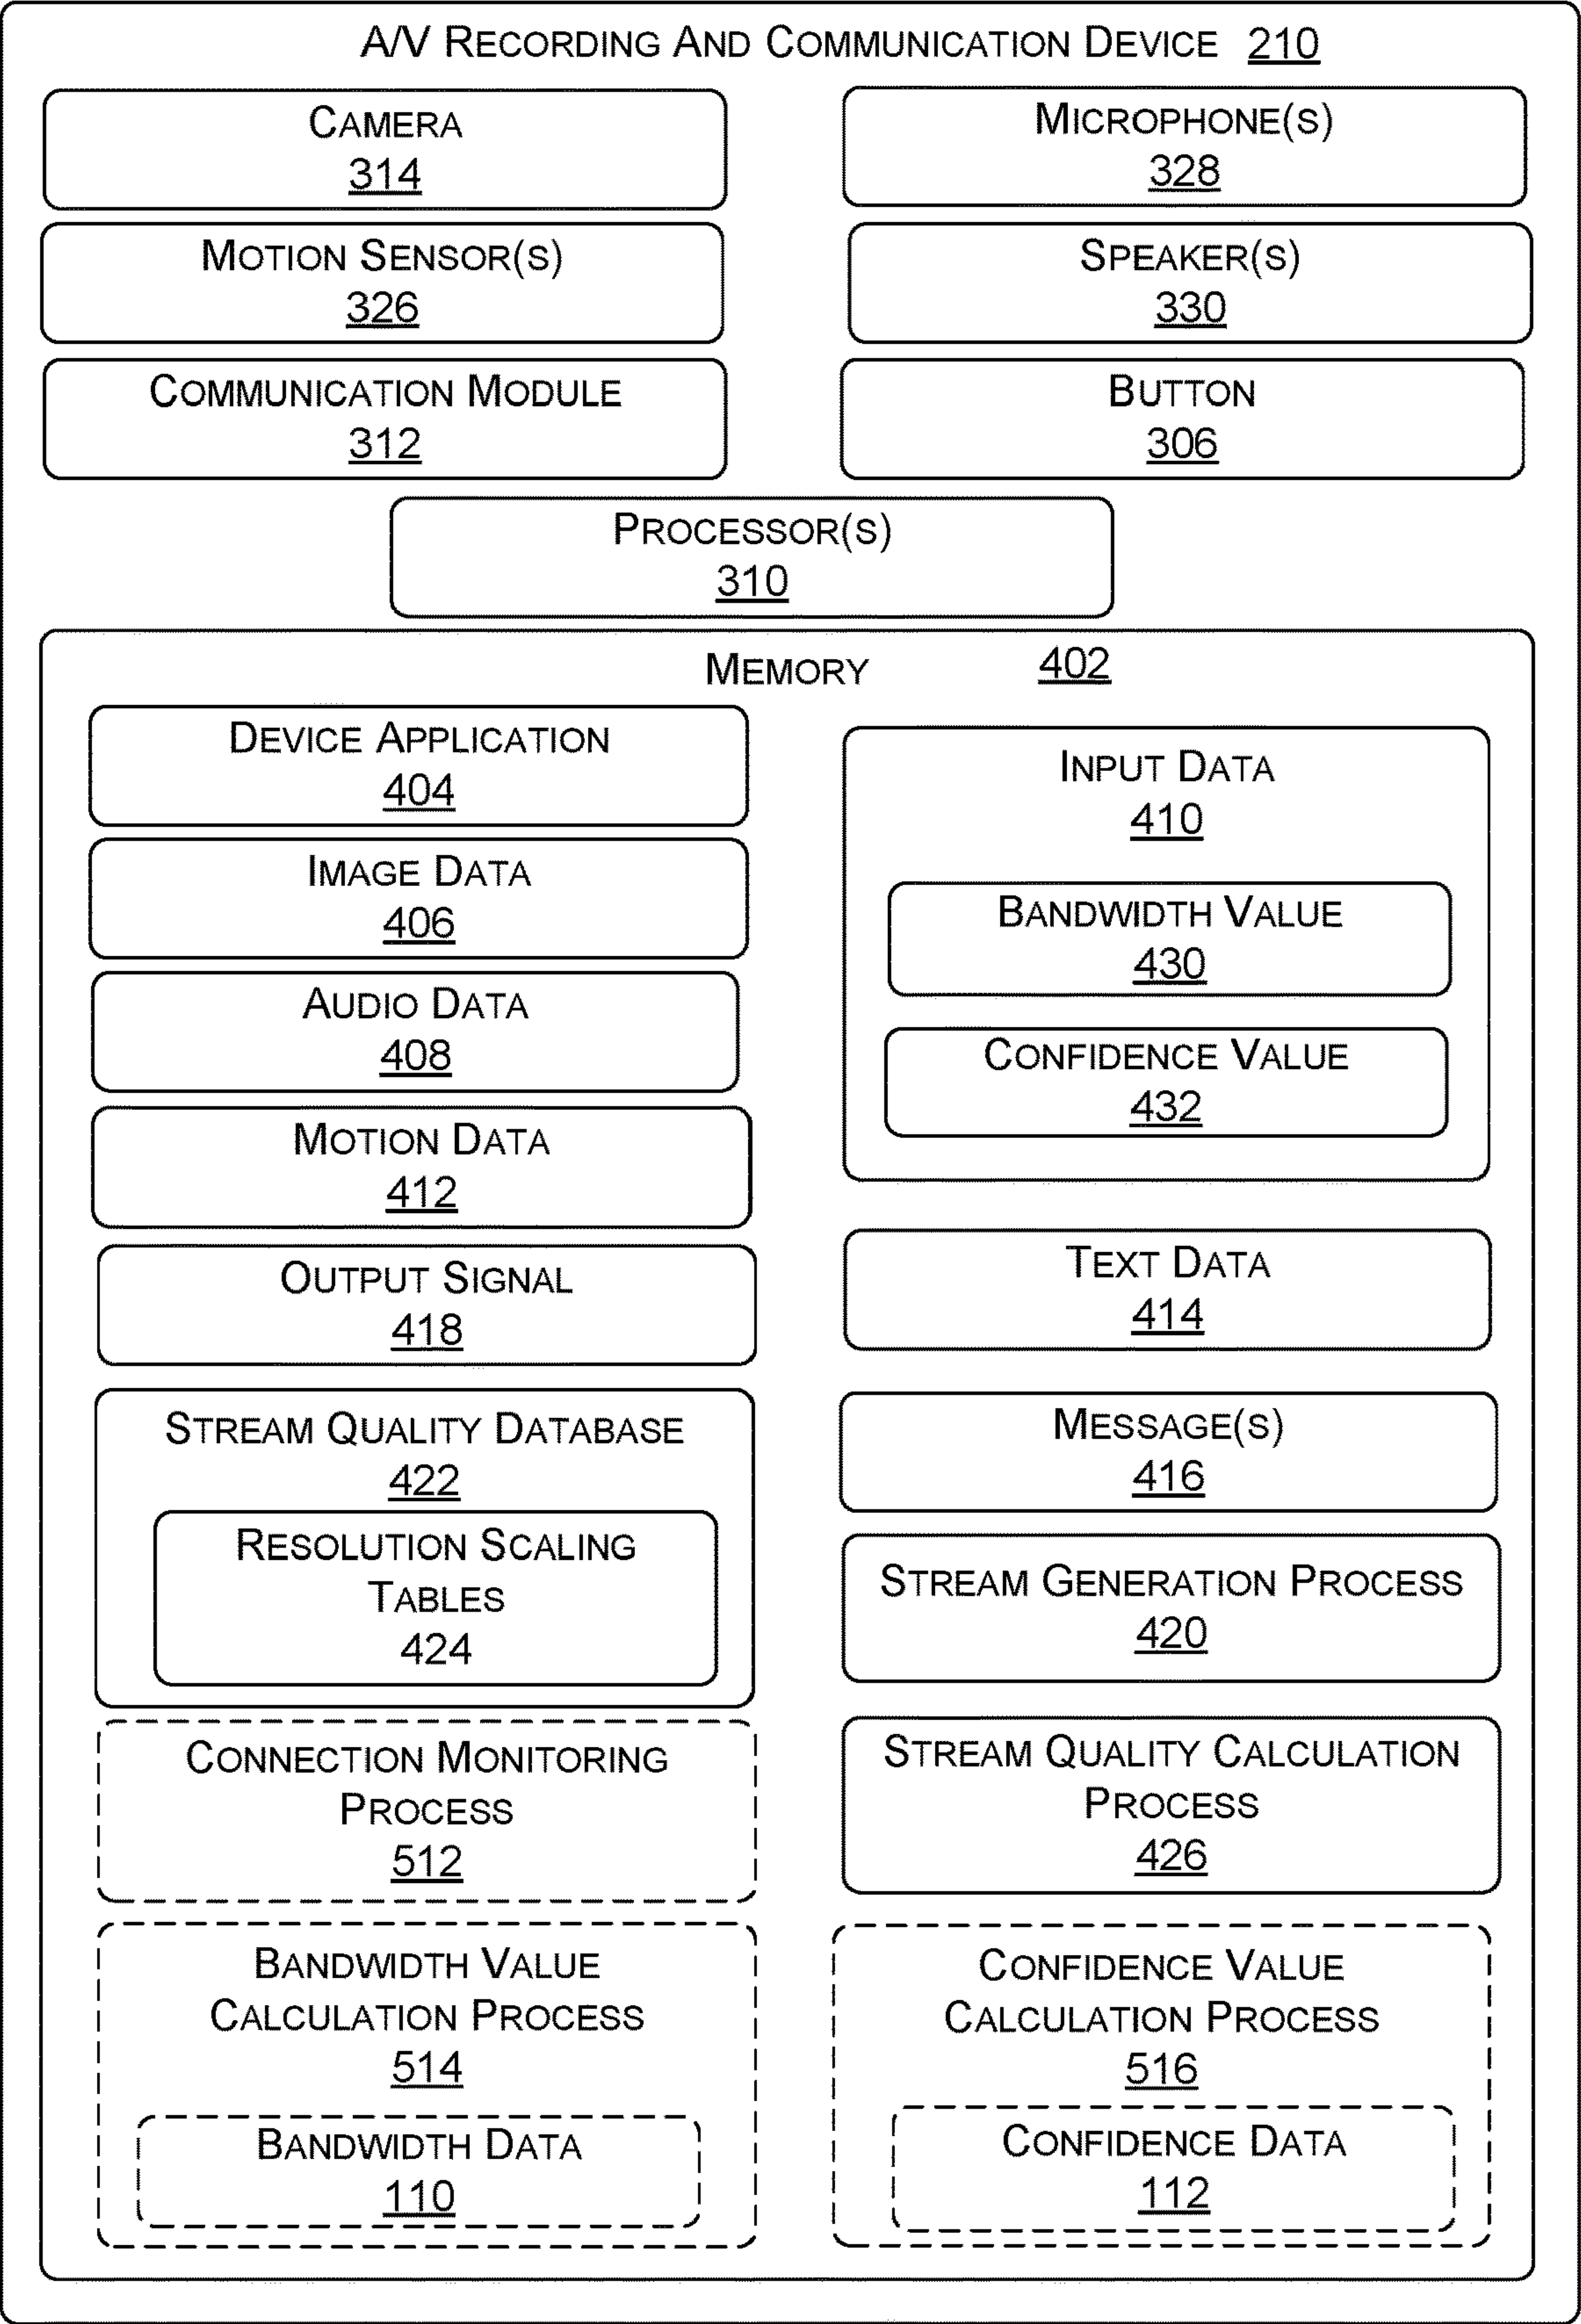 A/V RECORDING AND COMMUNICATION DEVICE 210
CAMERA
314
MICROPHONE(S)
328
MOTION SENSOR(S)
326
SPEAKER(S)
330
COMMUNICATION MODULE
312
BUTTON
306
PROCESSOR(S)
310
MEMORY 402
DEVICE APPLICATION
404
IMAGE DATA
406
AUDIO DATA
408
MOTION DATA
412
OUTPUT SIGNAL
418
STREAM QUALITY DATABASE
422
RESOLUTION SCALING
TABLES
424
CONNECTION MONITORING
PROCESS
512
BANDWIDTH VALUE
CALCULATION PROCESS
514
BANDWIDTH DATA
110
INPUT DATA
410
BANDWIDTH VALUE
430
CONFIDENCE VALUE
432
TEXT DATA
414
MESSAGE(S)
416
STREAM GENERATION PROCESS
420
STREAM QUALITY CALCULATION
PROCESS
426
CONFIDENCE VALUE
CALCULATION PROCESS
516
CONFIDENCE DATA
112